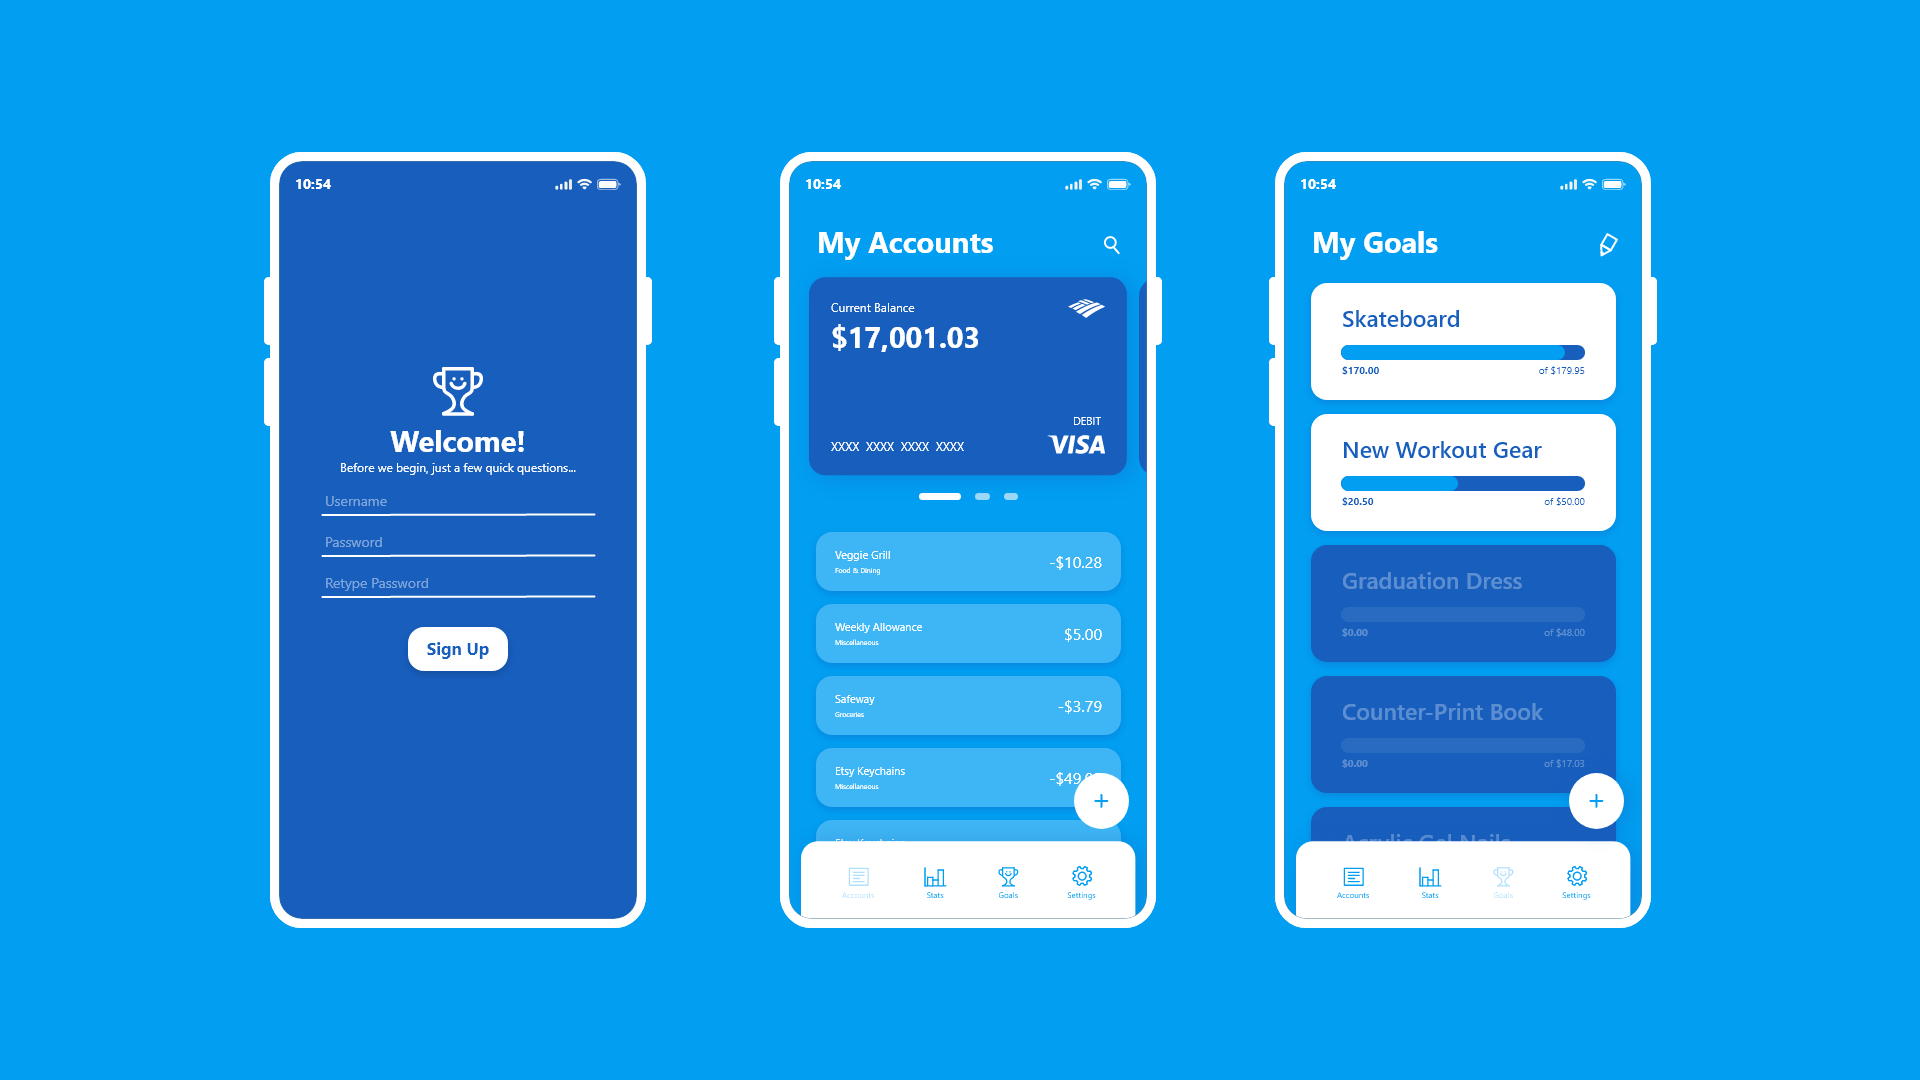 10:54
Welcome!
Before we begin, just a few quick questions...
Username
Password
Retype Password
Sign Up
10:54
My Accounts
Current Balance
$17,001.03
DEBIT
XXXX XXXX XXXX XXXX
VISA
Veggie Grill
Food & Dining
-$10.28
Weekly Allowance
Miscellaneous
$5.00
Safeway
Groceries
-$3.79
Etsy Keychains
Miscellaneous
-$49.
+
Accounts
Stats
Goals
Settings
10:54
My Goals
Skateboard
$170.00 of $179.95
New Workout Gear
$20.50 of $50.00
Graduation Dress
$0.00 of $48.00
Counter-Print Book
$0.00 of $17.03
Acrylic Gel Nails
+
Accounts
Stats
Goals
Settings